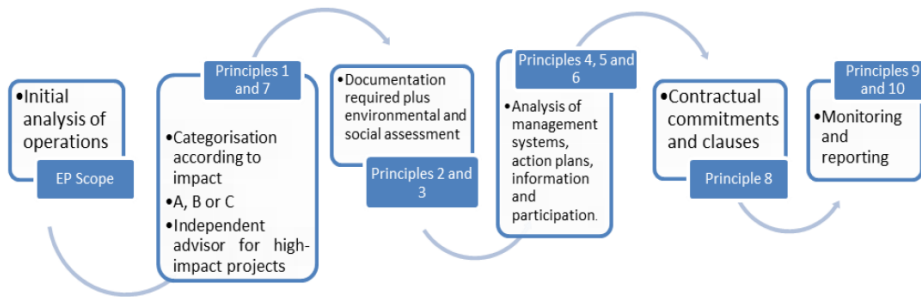 •Initial
analysis of
operations
EP Scope
Principles 1
and 7
•Categorisation
according to
impact
•A, B or C
•Independent
advisor for high-
impact projects
•Documentation
required plus
environmental and
social assessment
Principles 2 and
3
Principles 4, 5 and
6
•Analysis of
management
systems,
action plans,
information
and
participation.
•Contractual
commitments
and clauses
Principle 8
Principles 9
and 10
•Monitoring
and
reporting